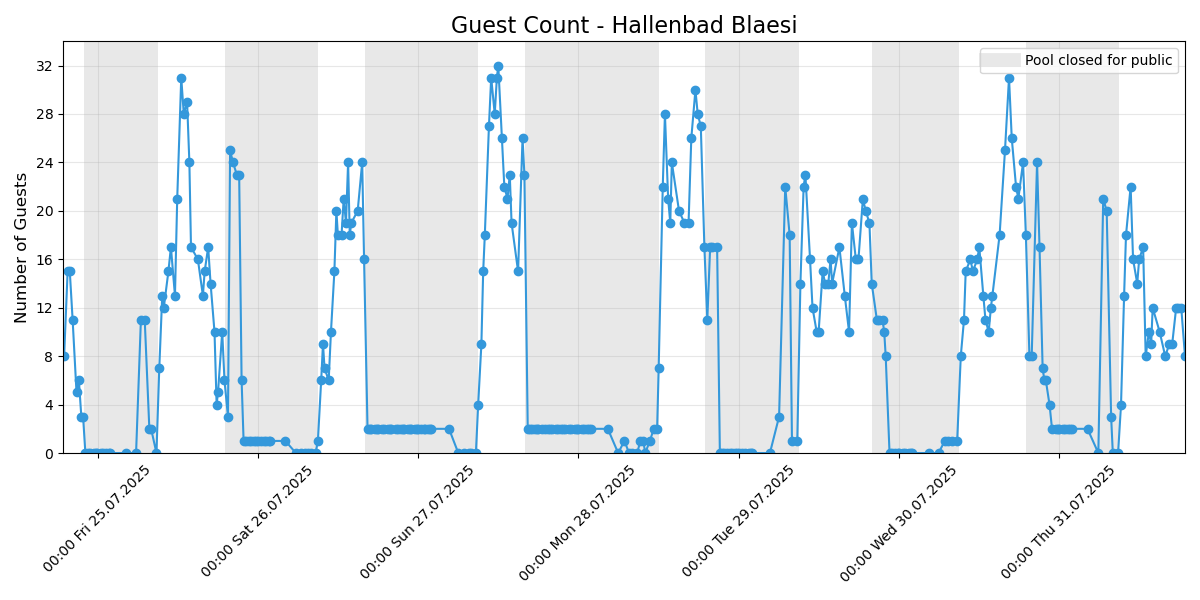 Guest Count - Hallenbad Blaesi
Pool closed for public
Number of Guests
32
28
24
20
16
12
8
4
0
00:00 Fri 25.07.2025
00:00 Sat 26.07.2025
00:00 Sun 27.07.2025
00:00 Mon 28.07.2025
00:00 Tue 29.07.2025
00:00 Wed 30.07.2025
00:00 Thu 31.07.2025